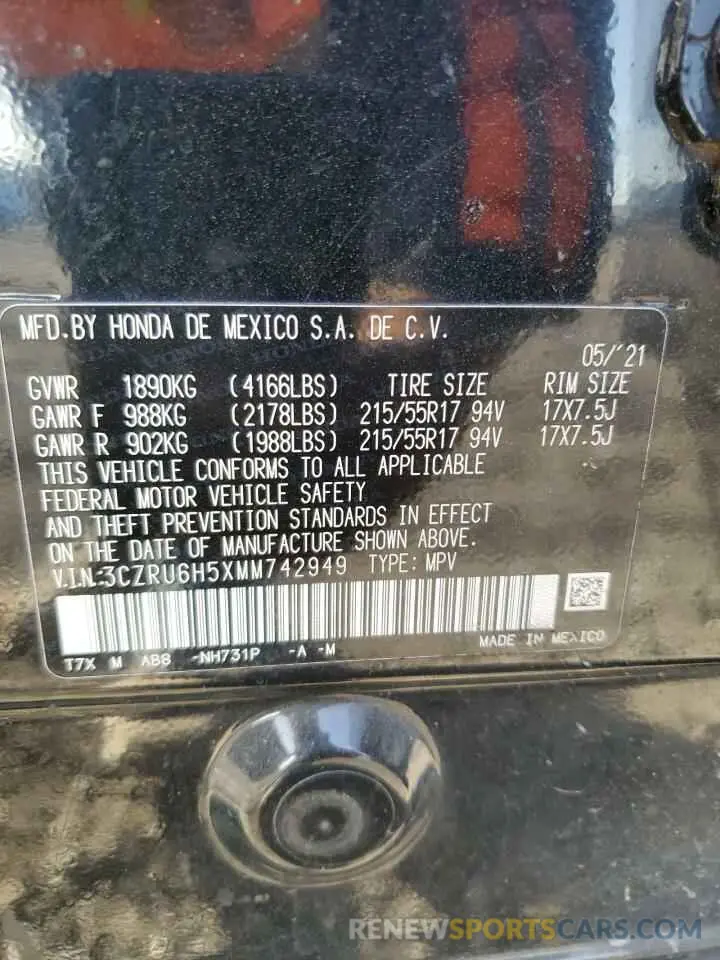 MFD.BY HONDA DE MEXICO S.A. DE C.V.
05/'21
GVWR 1890KG (4166LBS) TIRE SIZE RIM SIZE
GAWR F 988KG (2178LBS) 215/55R17 94V 17X7.5J
GAWR R 902KG (1988LBS) 215/55R17 94V 17X7.5J
THIS VEHICLE CONFORMS TO ALL APPLICABLE
FEDERAL MOTOR VEHICLE SAFETY
AND THEFT PREVENTION STANDARDS IN EFFECT
ON THE DATE OF MANUFACTURE SHOWN ABOVE.
V.I.N.:3CZRU6H5XMM742949 TYPE: MPV
MADE IN MEXICO
T7X M AB8 -NH731P -A -M
RENEWSPORTSCARS.COM